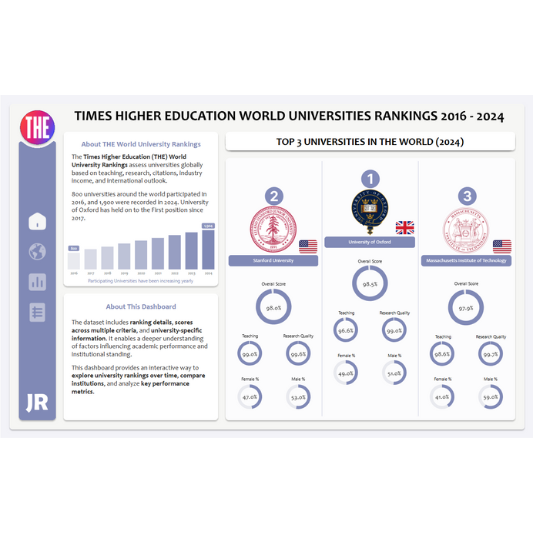 THE
TIMES HIGHER EDUCATION WORLD UNIVERSITIES RANKINGS 2016 - 2024
About THE World University Rankings
The Times Higher Education (THE) World
University Rankings assess universities globally
based on teaching, research, citations, industry
income, and international outlook.
800 universities around the world participated in
2016, and 1,900 were recorded in 2024. University
of Oxford has held on to the first position since
2017.
800
1,900
2016 2017 2018 2019 2020 2021 2022 2023 2024
Participating Universities have been increasing yearly
About This Dashboard
The dataset includes ranking details, scores
across multiple criteria, and university-specific
information. It enables a deeper understanding
of factors influencing academic performance and
institutional standing.
This dashboard provides an interactive way to
explore university rankings over time, compare
institutions, and analyze key performance
metrics.
JR
TOP 3 UNIVERSITIES IN THE WORLD (2024)
2
Stanford University
Overall Score
98.0%
Teaching
Research Quality
99.0%
99.6%
Female %
Male %
47.0%
53.0%
1
University of Oxford
Overall Score
98.5%
Teaching
Research Quality
96.6%
99.0%
Female %
Male %
49.0%
51.0%
3
Massachusetts Institute of Technology
Overall Score
97.9%
Teaching
Research Quality
98.6%
99.7%
Female %
Male %
41.0%
59.0%